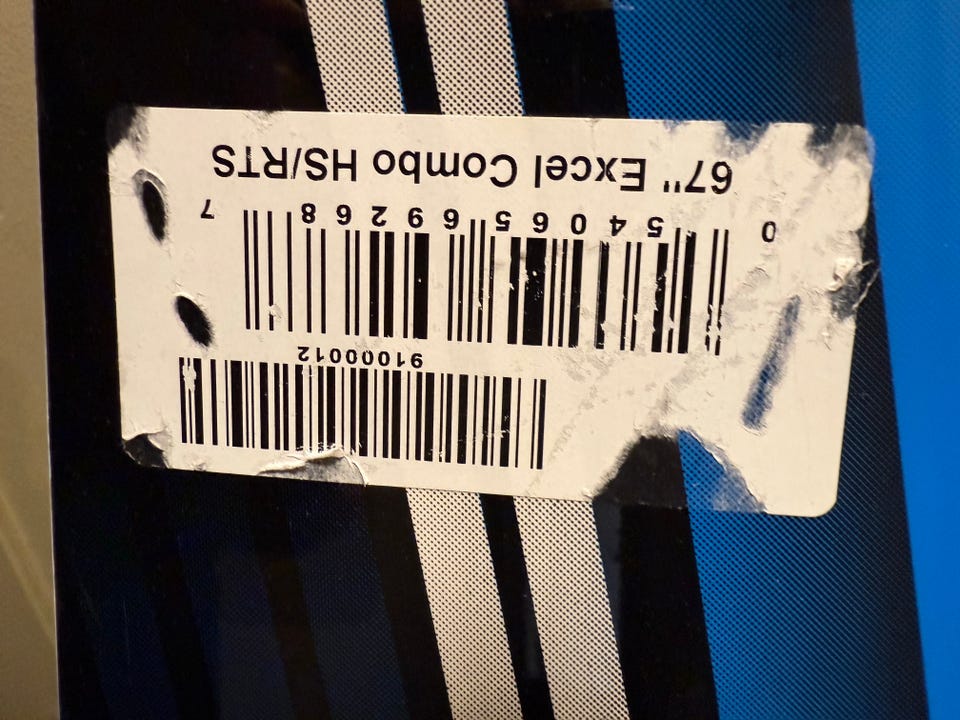 67" Excel Combo HS/RTS
0 54065 69268 7
91000012